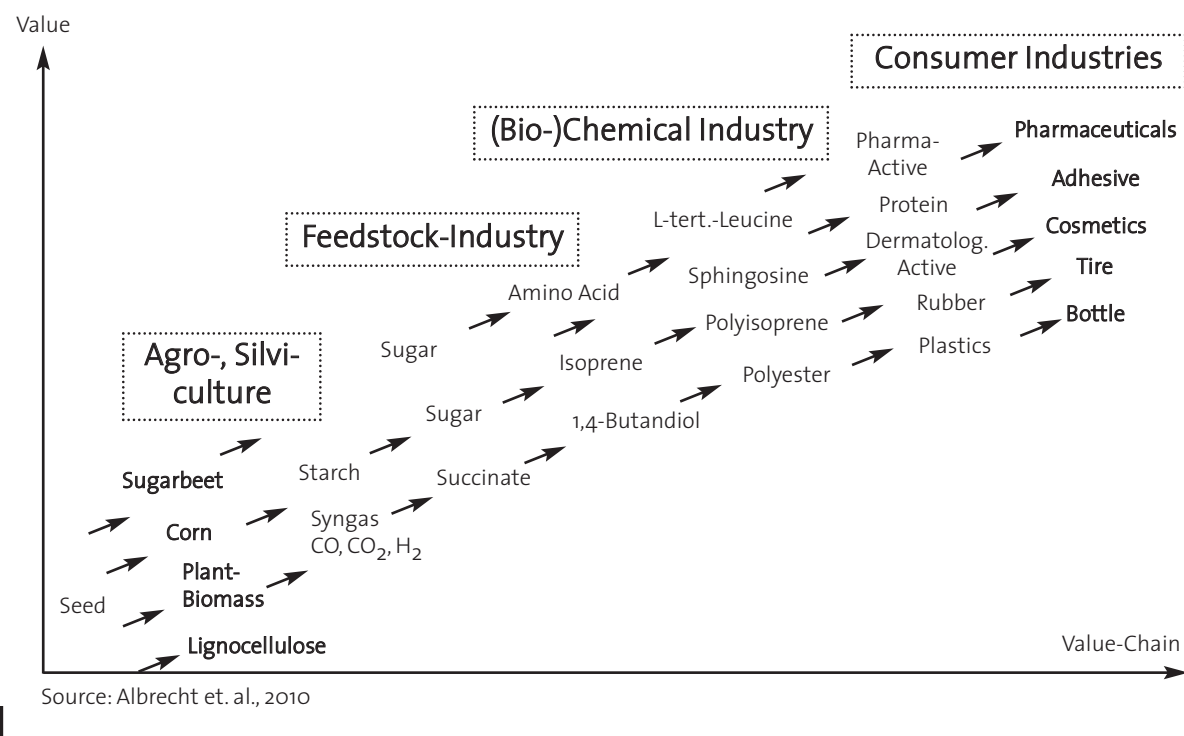 Value
Consumer Industries
(Bio-)Chemical Industry
Pharma-
Active
Pharmaceuticals
Adhesive
L-tert.-Leucine
Protein
Feedstock-Industry
Dermatolog.
Active
Cosmetics
Sphingosine
Tire
Amino Acid
Rubber
Bottle
Polyisoprene
Agro-, Silvi-
culture
Sugar
Isoprene
Plastics
Polyester
Sugar
1,4-Butandiol
Sugarbeet
Starch
Succinate
Corn
Syngas
CO, CO2, H2
Plant-
Biomass
Seed
Lignocellulose
Value-Chain
Source: Albrecht et. al., 2010